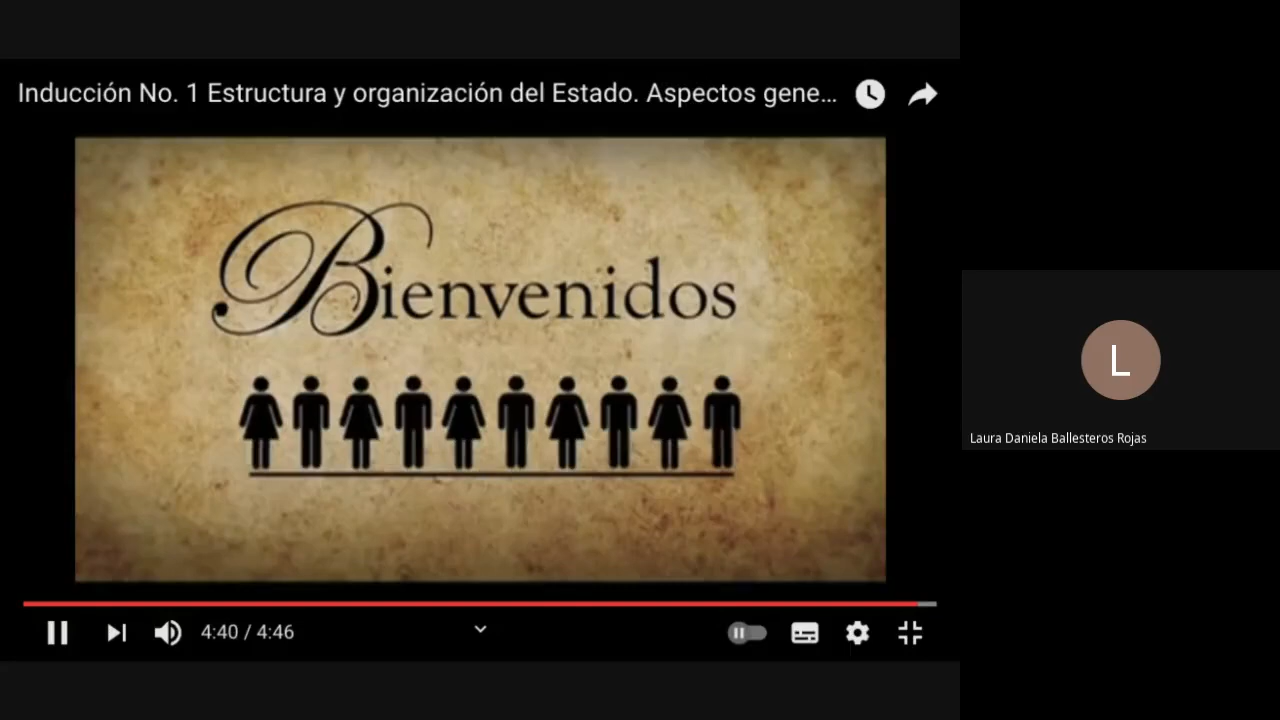 Inducción No. 1 Estructura y organización del Estado. Aspectos gene...
Bienvenidos
4:40 / 4:46
L
Laura Daniela Ballesteros Rojas